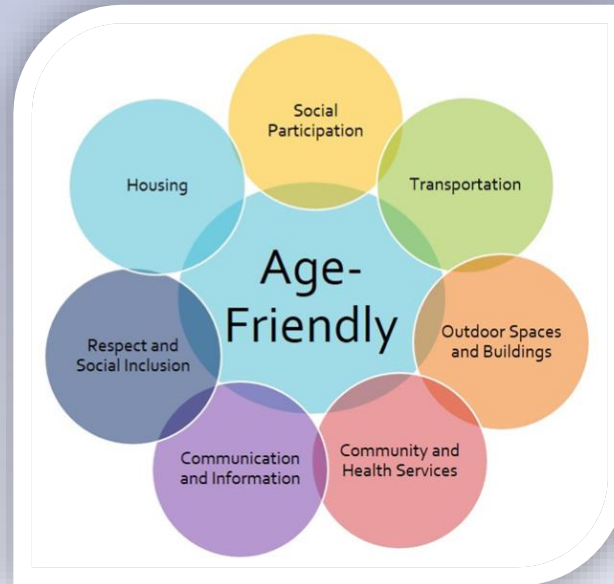 Social
Participation
Housing
Transportation
Age-
Friendly
Outdoor Spaces
and Buildings
Respect and
Social Inclusion
Community and
Health Services
Communication
and Information